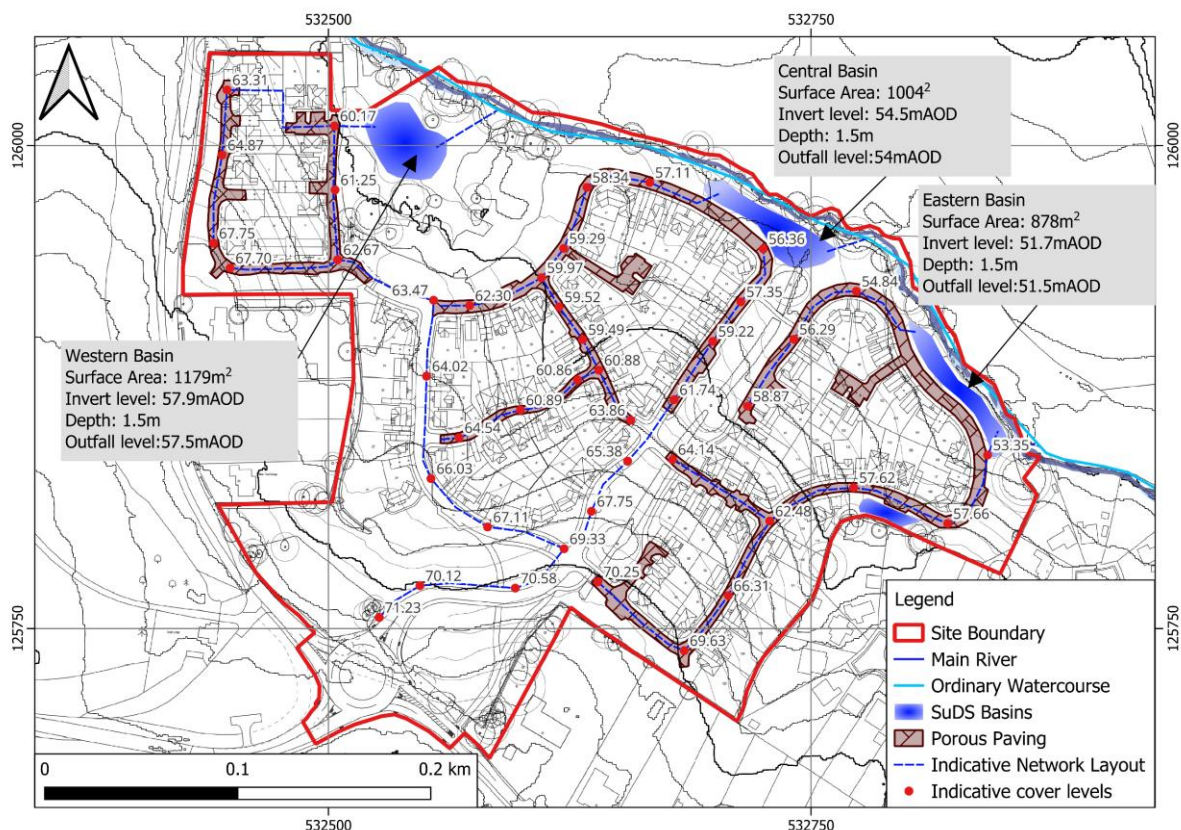 532500
532750
Central Basin
Surface Area: 1004²
Invert level: 54.5mAOD
Depth: 1.5m
Outfall level:54mAOD
63.31
60.17
126000
126000
64.87
61.25
58.34
57.11
Eastern Basin
Surface Area: 878m²
Invert level: 51.7mAOD
Depth: 1.5m
Outfall level:51.5mAOD
67.75
67.70
62.67
59.29
56.36
59.97
63.47
62.30
59.52
57.35
54.84
59.49
59.22
56.29
Western Basin
Surface Area: 1179m²
Invert level: 57.9mAOD
Depth: 1.5m
Outfall level:57.5mAOD
64.02
60.86
60.88
60.89
61.74
58.87
63.86
64.54
65.38
64.14
53.35
66.03
67.75
57.62
67.11
62.48
57.66
69.33
70.12
70.58
70.25
66.31
71.23
69.63
125750
125750
Legend
Site Boundary
Main River
Ordinary Watercourse
SuDS Basins
Porous Paving
Indicative Network Layout
Indicative cover levels
0
0.1
0.2 km